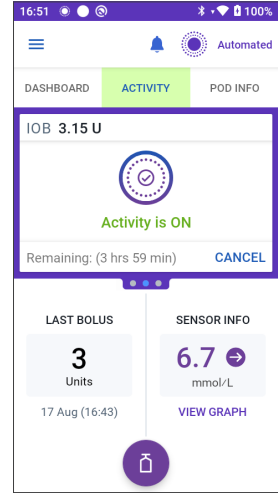 16:51 100%
Automated
DASHBOARD ACTIVITY POD INFO
IOB 3.15 U
Activity is ON
Remaining: (3 hrs 59 min) CANCEL
LAST BOLUS SENSOR INFO
3 6.7
Units mmol/L
17 Aug (16:43) VIEW GRAPH